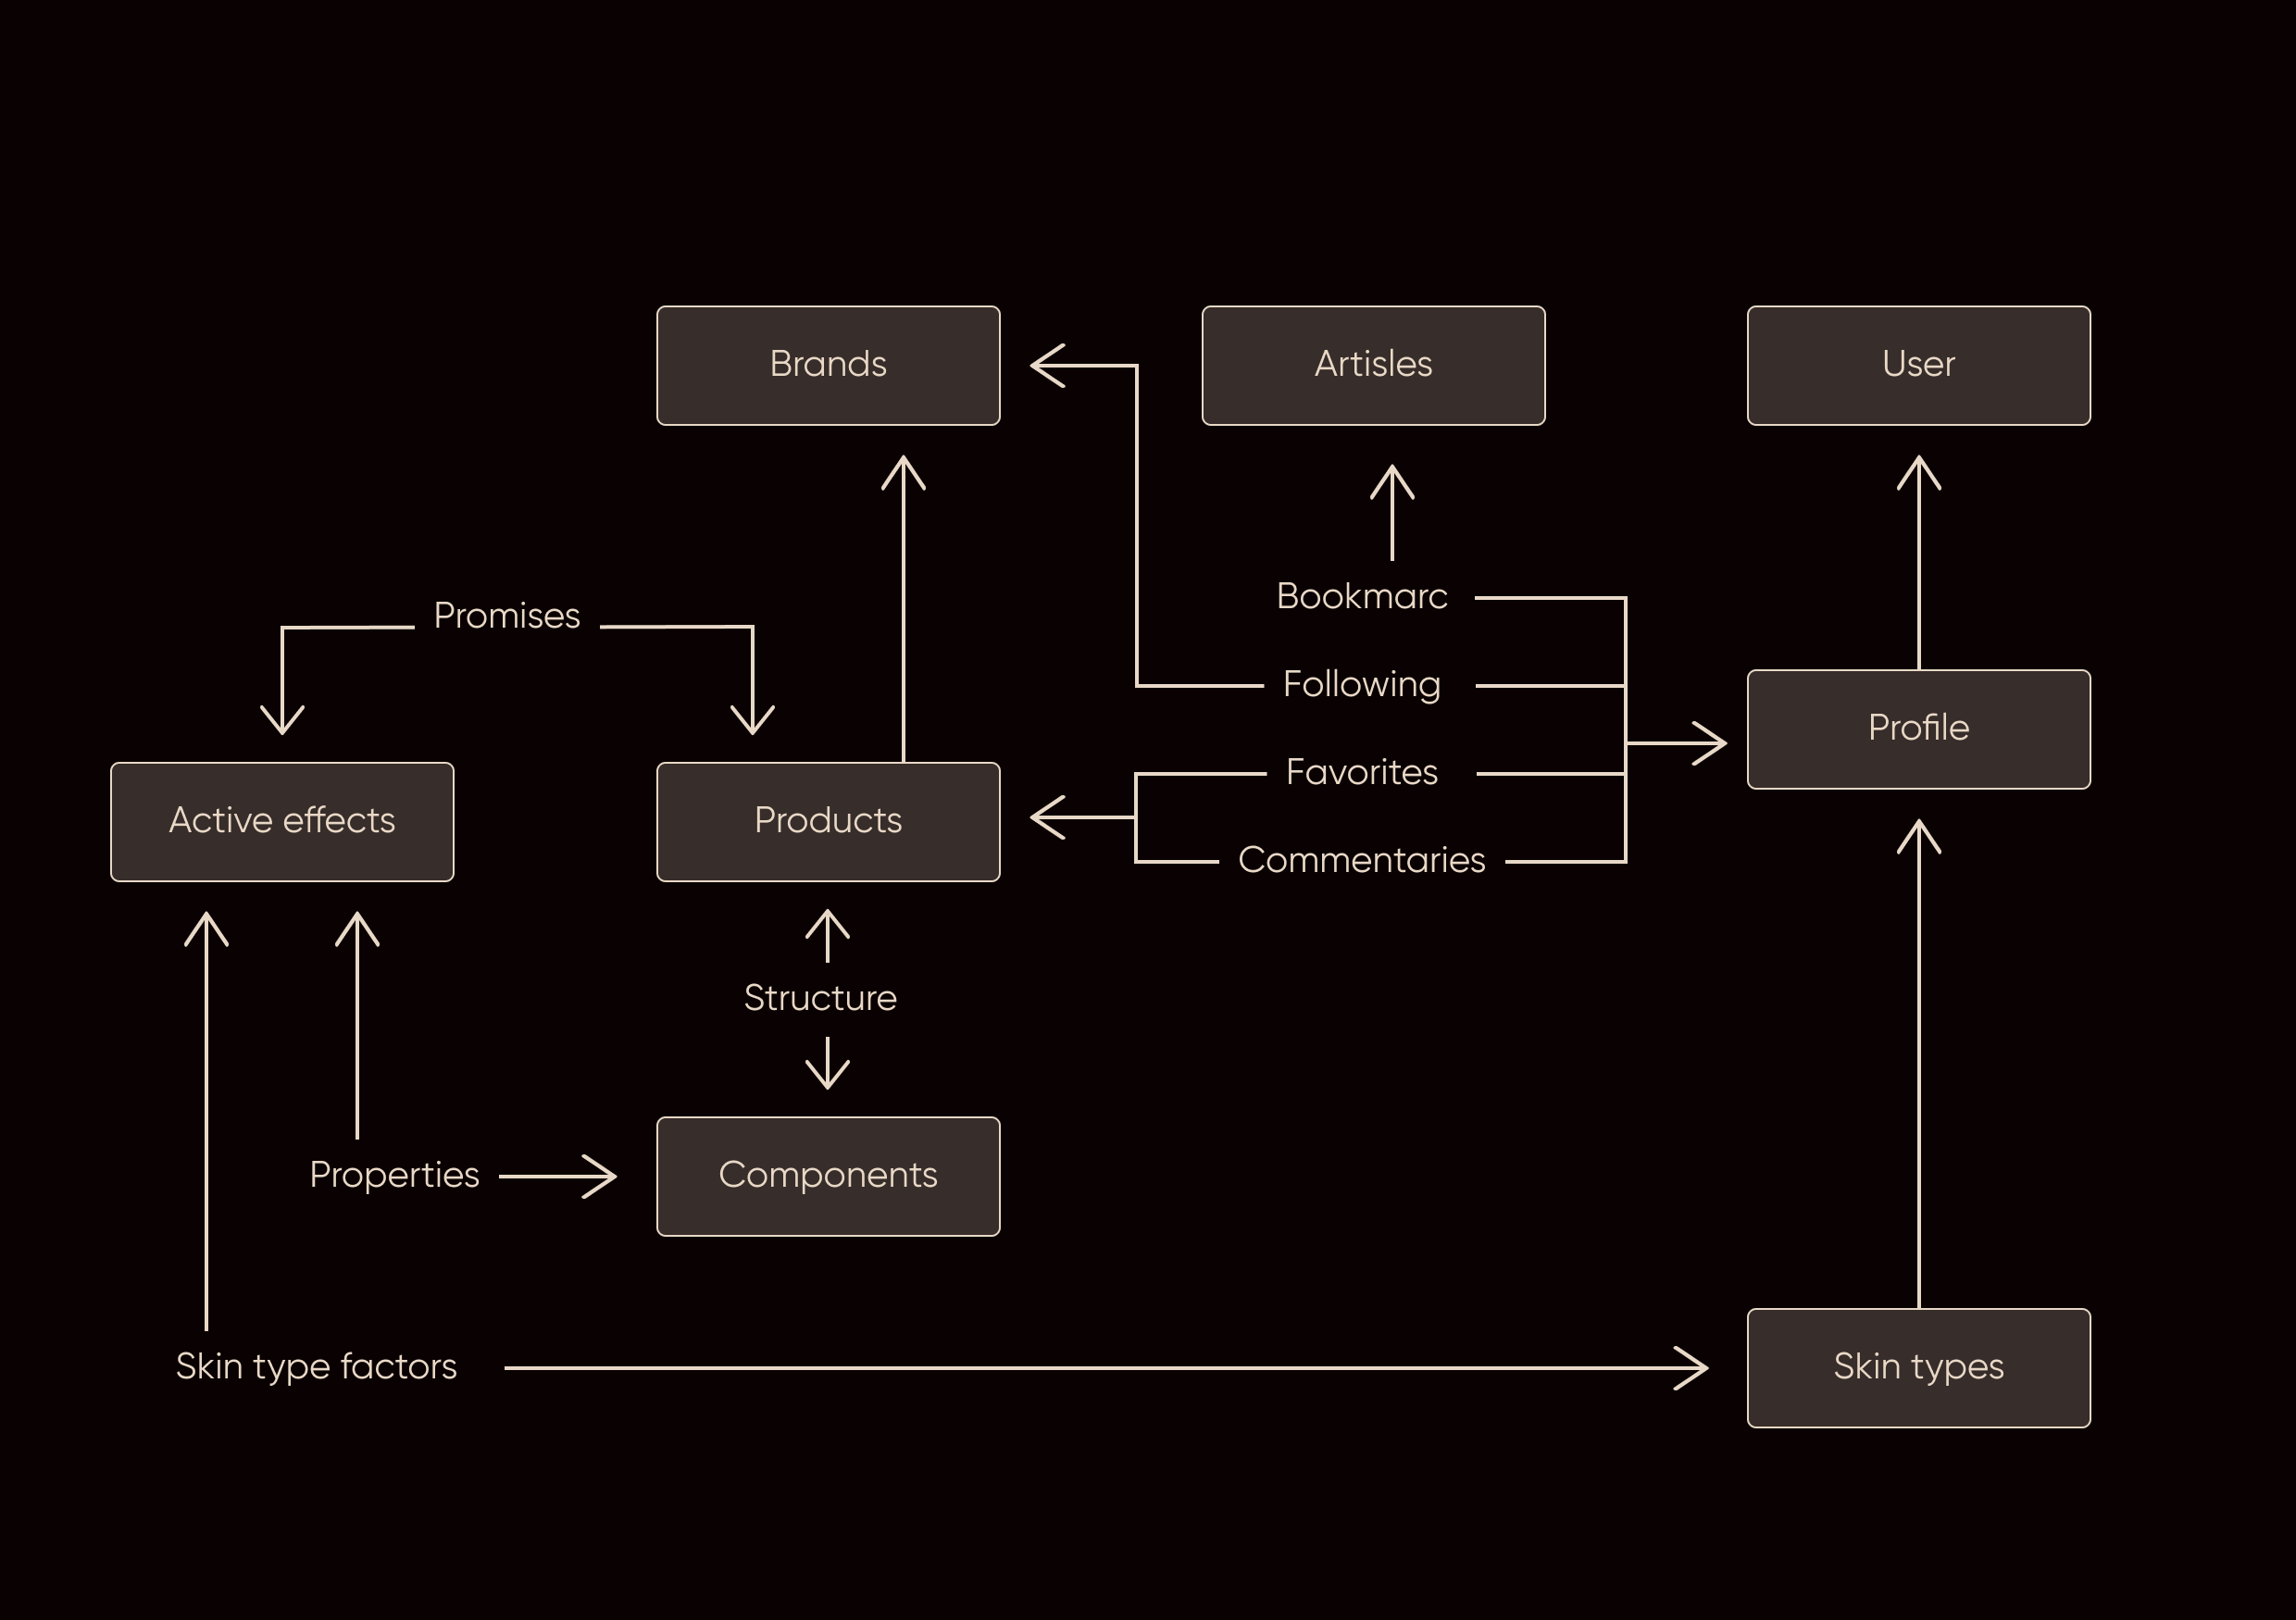 Brands
Artisles
User
Bookmarc
Promises
Following
Profile
Favorites
Active effects
Products
Commentaries
Structure
Properties
Components
Skin type factors
Skin types